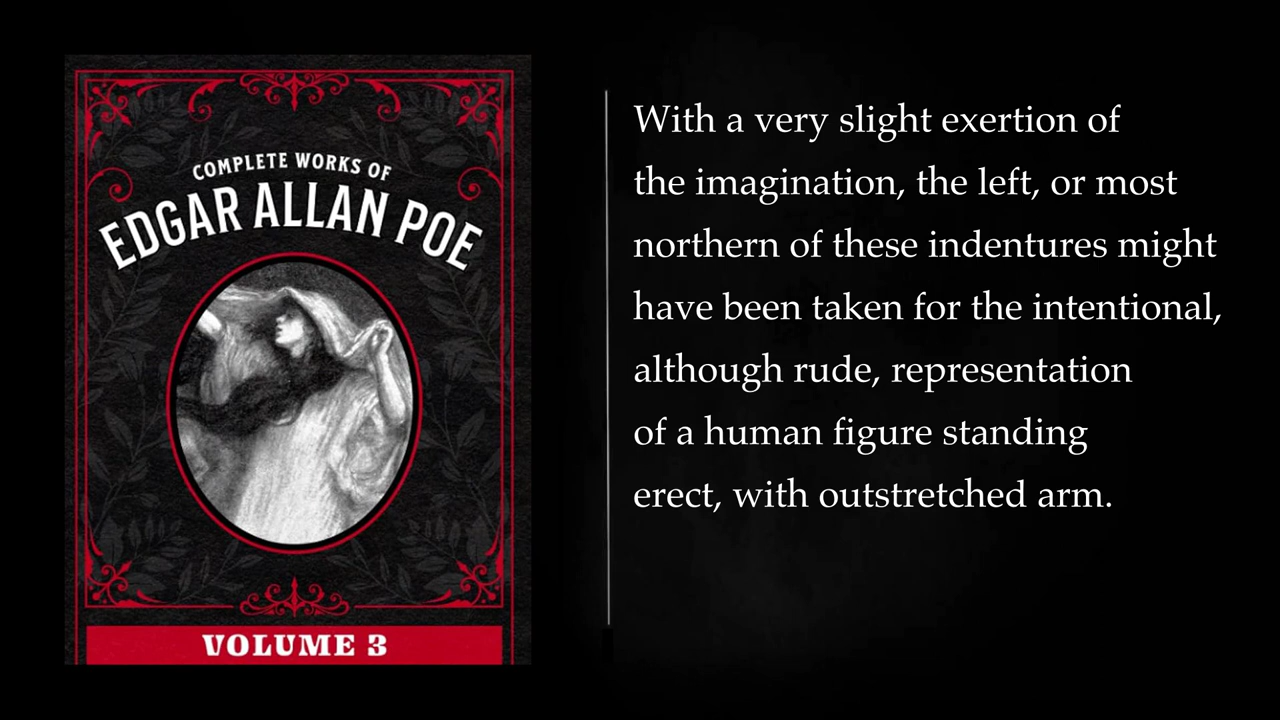 COMPLETE WORKS OF
EDGAR ALLAN POE
VOLUME 3
With a very slight exertion of
the imagination, the left, or most
northern of these indentures might
have been taken for the intentional,
although rude, representation
of a human figure standing
erect, with outstretched arm.